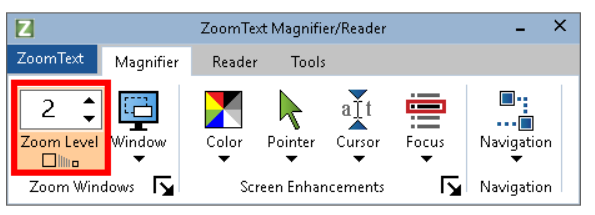 Z ZoomText Magnifier/Reader
ZoomText Magnifier Reader Tools
2 aIt
Zoom Level Window Color Pointer Cursor Focus Navigation
Zoom Windows Screen Enhancements Navigation